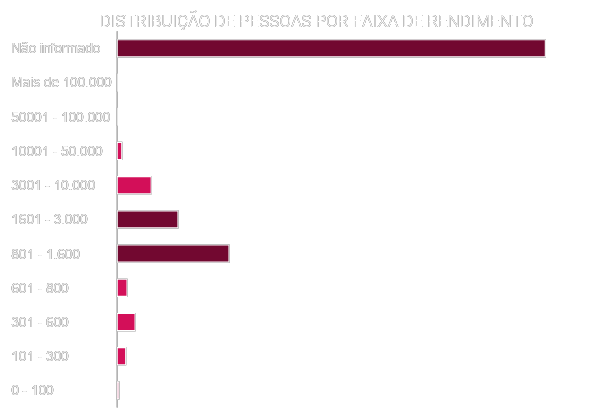 DISTRIBUIÇÃO DE PESSOAS POR FAIXA DE RENDIMENTO
Não informado
Mais de 100.000
50001 - 100.000
10001 - 50.000
3001 - 10.000
1601 - 3.000
801 - 1.600
601 - 800
301 - 600
101 - 300
0 - 100